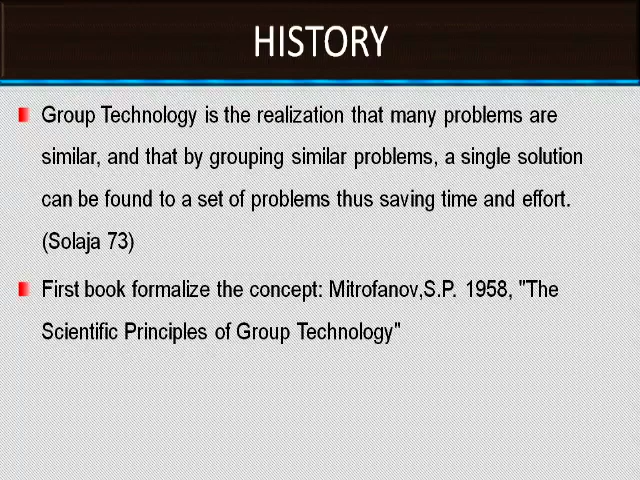 HISTORY
Group Technology is the realization that many problems are
similar, and that by grouping similar problems, a single solution
can be found to a set of problems thus saving time and effort.
(Solaja 73)
First book formalize the concept: Mitrofanov,S.P. 1958, "The
Scientific Principles of Group Technology"